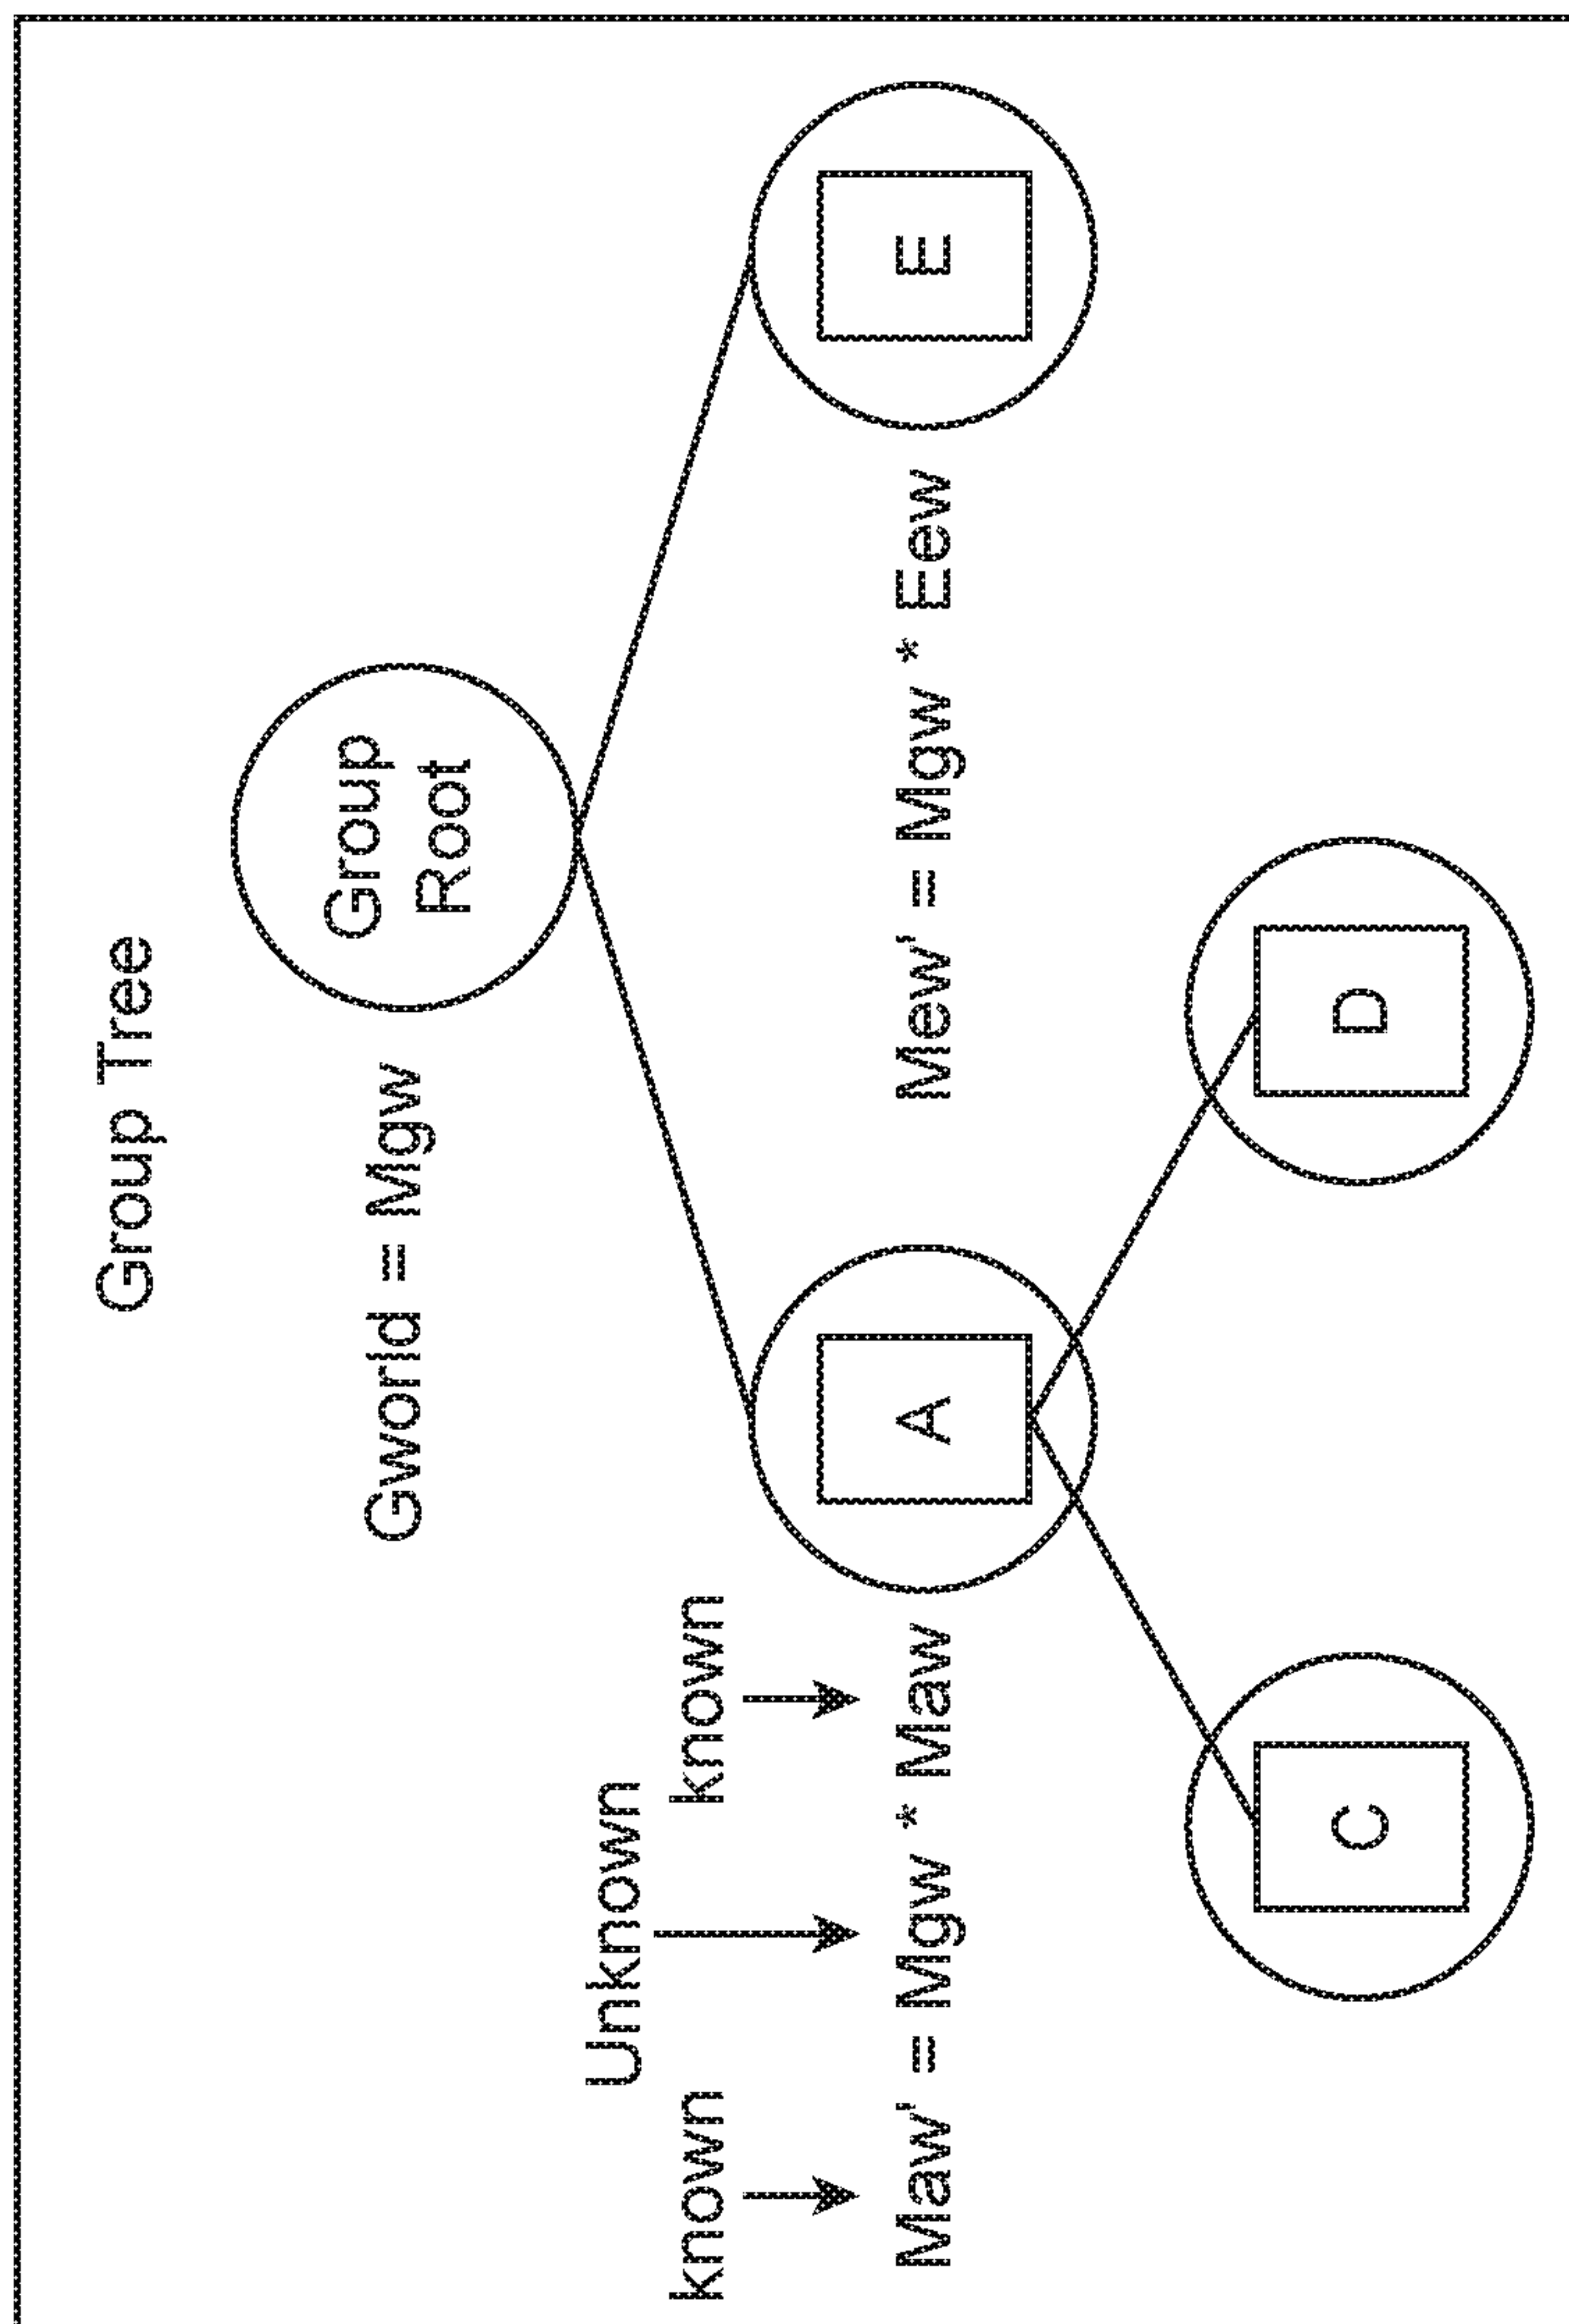 Group Tree
Gworld = Mgw
Group
Root
Unknown
known
known
Maw' = Mgw * Maw
A
Mew' = Mgw * Eew
E
C
D